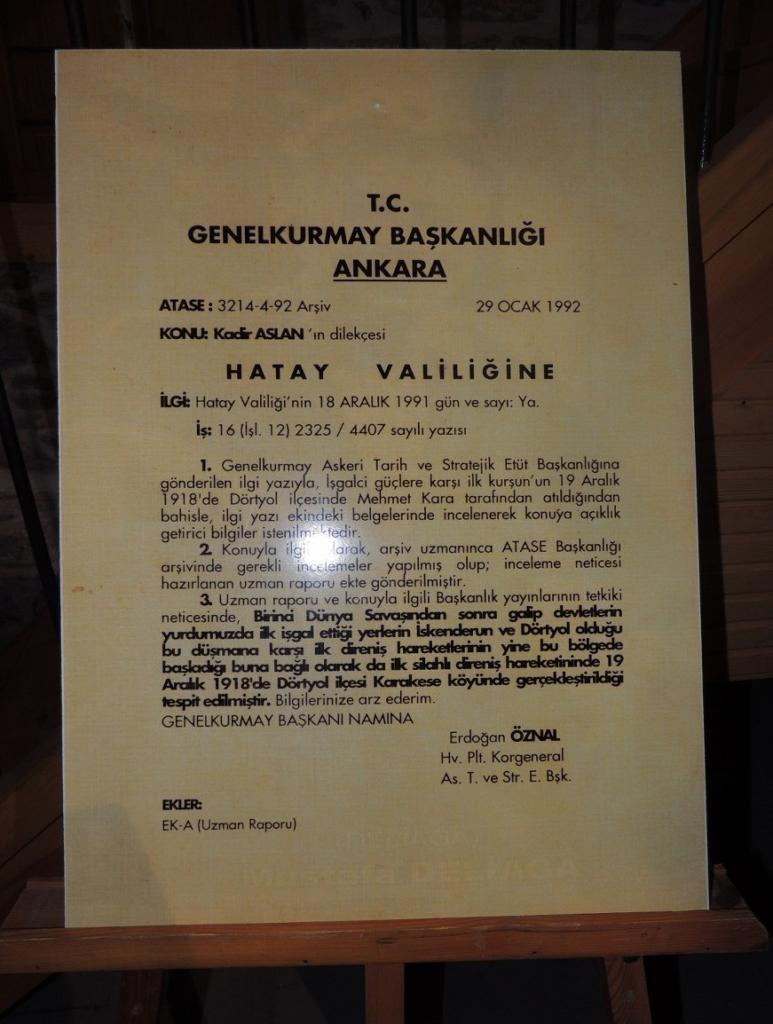 T.C.
GENELKURMAY BAŞKANLIĞI
ANKARA
ATASE : 3214-4-92 Arşiv 29 OCAK 1992
KONU: Kadir ASLAN 'ın dilekçesi
HATAY VALİLİĞİNE
İLGİ: Hatay Valiliği'nin 18 ARALIK 1991 gün ve sayı: Ya.
İş: 16 (İşl. 12) 2325 / 4407 sayılı yazısı
1. Genelkurmay Askeri Tarih ve Stratejik Etüt Başkanlığına
gönderilen ilgi yazıyla, İşgalci güçlere karşı ilk kurşun'un 19 Aralık
1918'de Dörtyol ilçesinde Mehmet Kara tarafından atıldığından
bahisle, ilgi yazı ekindeki belgelerinde incelenerek konuya açıklık
getirici bilgiler istenilmektedir.
2. Konuyla ilgili olarak, arşiv uzmanınca ATASE Başkanlığı
arşivinde gerekli incelemeler yapılmış olup; inceleme neticesi
hazırlanan uzman raporu ekte gönderilmiştir.
3. Uzman raporu ve konuyla ilgili Başkanlık yayınlarının tetkiki
neticesinde, Birinci Dünya Savaşından sonra galip devletlerin
yurdumuzda ilk işgal ettiği yerlerin İskenderun ve Dörtyol olduğu
bu düşmana karşı ilk direniş hareketlerinin yine bu bölgede
başladığı buna bağlı olarak da ilk silahlı direniş hareketininde 19
Aralık 1918'de Dörtyol ilçesi Karakese köyünde gerçekleştirildiği
tespit edilmiştir. Bilgilerinize arz ederim.
GENELKURMAY BAŞKANI NAMINA
Erdoğan ÖZNAL
Hv. Plt. Korgeneral
As. T. ve Str. E. Bşk.
EKLER:
EK-A (Uzman Raporu)
Mustafa DELİAĞA